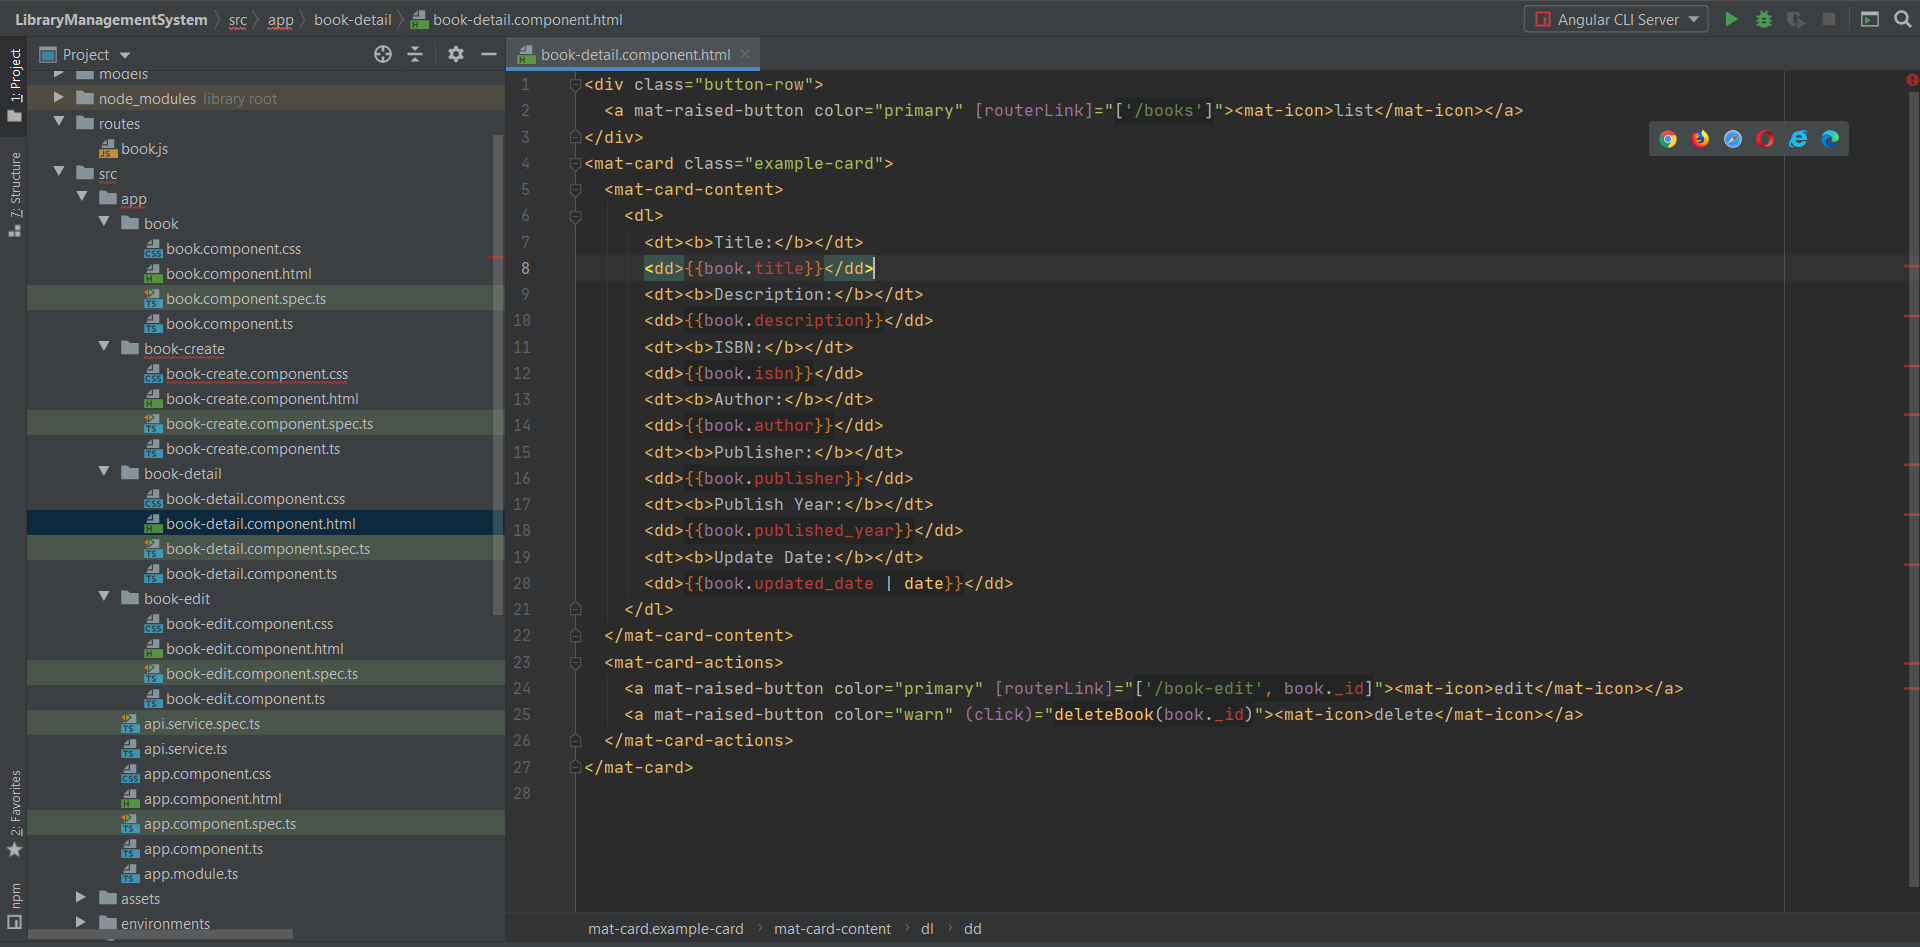 LibraryManagementSystem src app book-detail book-detail.component.html Angular CLI Server
Project book-detail.component.html
1: Project
7: Structure
2: Favorites
npm
models
node_modules library root
routes
book.js
src
app
book
book.component.css
book.component.html
book.component.spec.ts
book.component.ts
book-create
book-create.component.css
book-create.component.html
book-create.component.spec.ts
book-create.component.ts
book-detail
book-detail.component.css
book-detail.component.html
book-detail.component.spec.ts
book-detail.component.ts
book-edit
book-edit.component.css
book-edit.component.html
book-edit.component.spec.ts
book-edit.component.ts
api.service.spec.ts
api.service.ts
app.component.css
app.component.html
app.component.spec.ts
app.component.ts
app.module.ts
assets
environments
1 <div class="button-row">
2 <a mat-raised-button color="primary" [routerLink]="['/books']"><mat-icon>list</mat-icon></a>
3 </div>
4 <mat-card class="example-card">
5 <mat-card-content>
6 <dl>
7 <dt><b>Title:</b></dt>
8 <dd>{{book.title}}</dd>
9 <dt><b>Description:</b></dt>
10 <dd>{{book.description}}</dd>
11 <dt><b>ISBN:</b></dt>
12 <dd>{{book.isbn}}</dd>
13 <dt><b>Author:</b></dt>
14 <dd>{{book.author}}</dd>
15 <dt><b>Publisher:</b></dt>
16 <dd>{{book.publisher}}</dd>
17 <dt><b>Publish Year:</b></dt>
18 <dd>{{book.published_year}}</dd>
19 <dt><b>Update Date:</b></dt>
20 <dd>{{book.updated_date | date}}</dd>
21 </dl>
22 </mat-card-content>
23 <mat-card-actions>
24 <a mat-raised-button color="primary" [routerLink]="['/book-edit', book._id]"><mat-icon>edit</mat-icon></a>
25 <a mat-raised-button color="warn" (click)="deleteBook(book._id)"><mat-icon>delete</mat-icon></a>
26 </mat-card-actions>
27 </mat-card>
28
mat-card.example-card mat-card-content dl dd